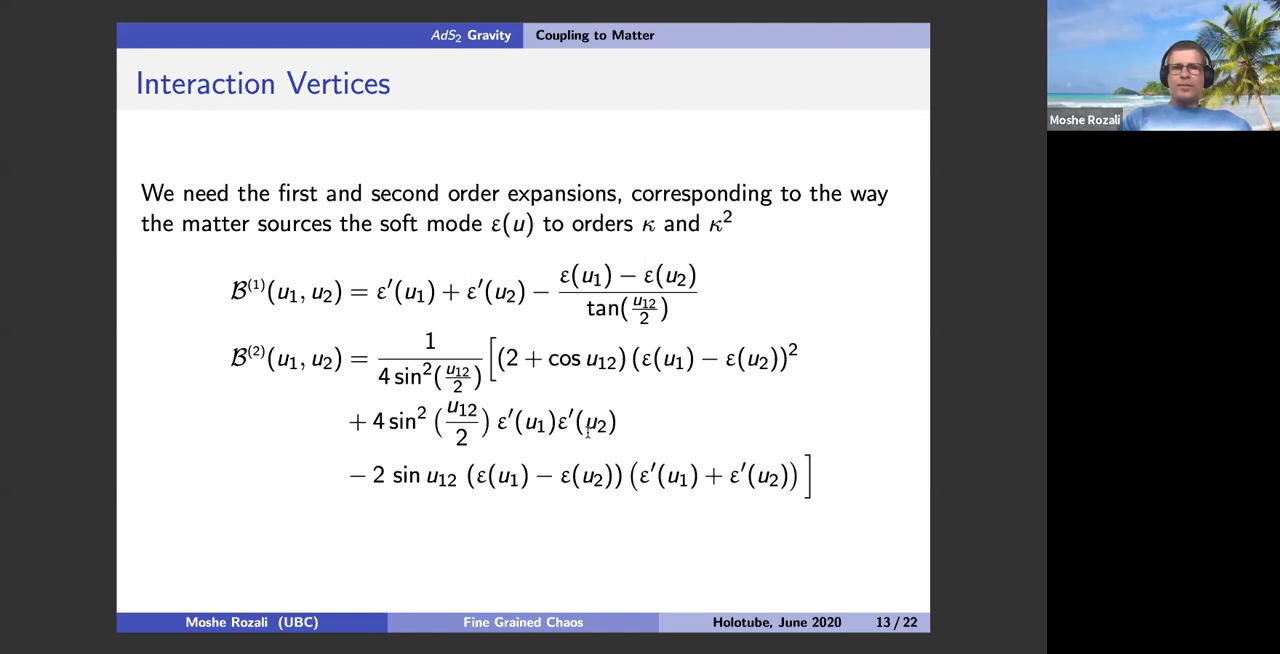 AdS₂ Gravity Coupling to Matter
Interaction Vertices
Moshe Rozali
We need the first and second order expansions, corresponding to the way
the matter sources the soft mode ε(u) to orders κ and κ²
ℬ⁽¹⁾(u₁, u₂) = ε′(u₁) + ε′(u₂) − (ε(u₁) − ε(u₂)) / tan(u₁₂/2)
ℬ⁽²⁾(u₁, u₂) = 1 / (4 sin²(u₁₂/2)) [(2 + cos u₁₂) (ε(u₁) − ε(u₂))²
+ 4 sin² (u₁₂/2) ε′(u₁)ε′(u₂)
− 2 sin u₁₂ (ε(u₁) − ε(u₂)) (ε′(u₁) + ε′(u₂)) ]
Moshe Rozali (UBC) Fine Grained Chaos Holotube, June 2020 13 / 22